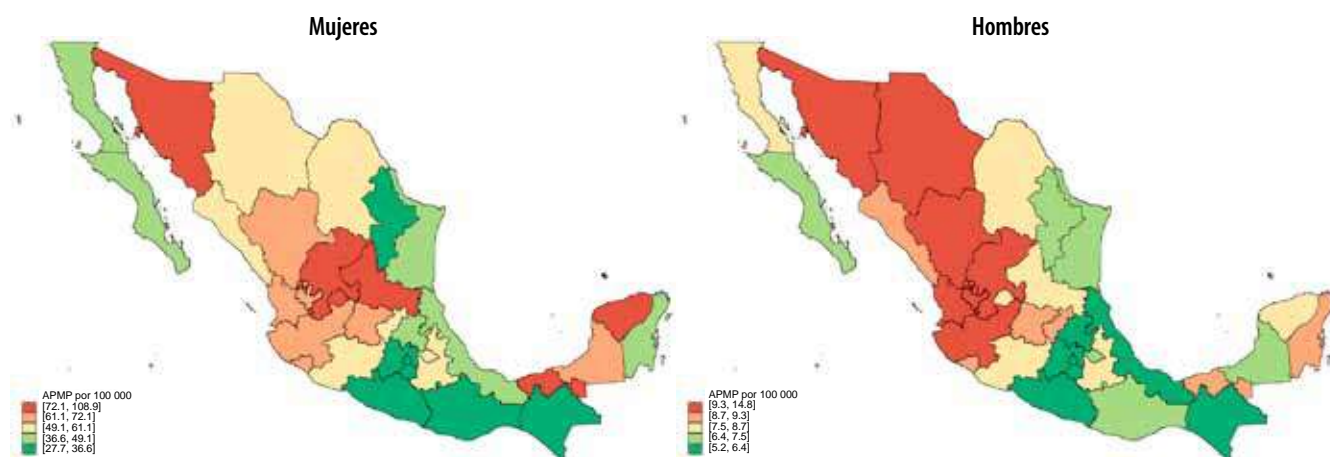 Mujeres
Hombres
APMP por 100 000
[72.1, 108.9]
[61.1, 72.1]
[49.1, 61.1]
[36.6, 49.1]
[27.7, 36.6]
APMP por 100 000
[9.3, 14.8]
[8.7, 9.3]
[7.5, 8.7]
[6.4, 7.5]
[5.2, 6.4]